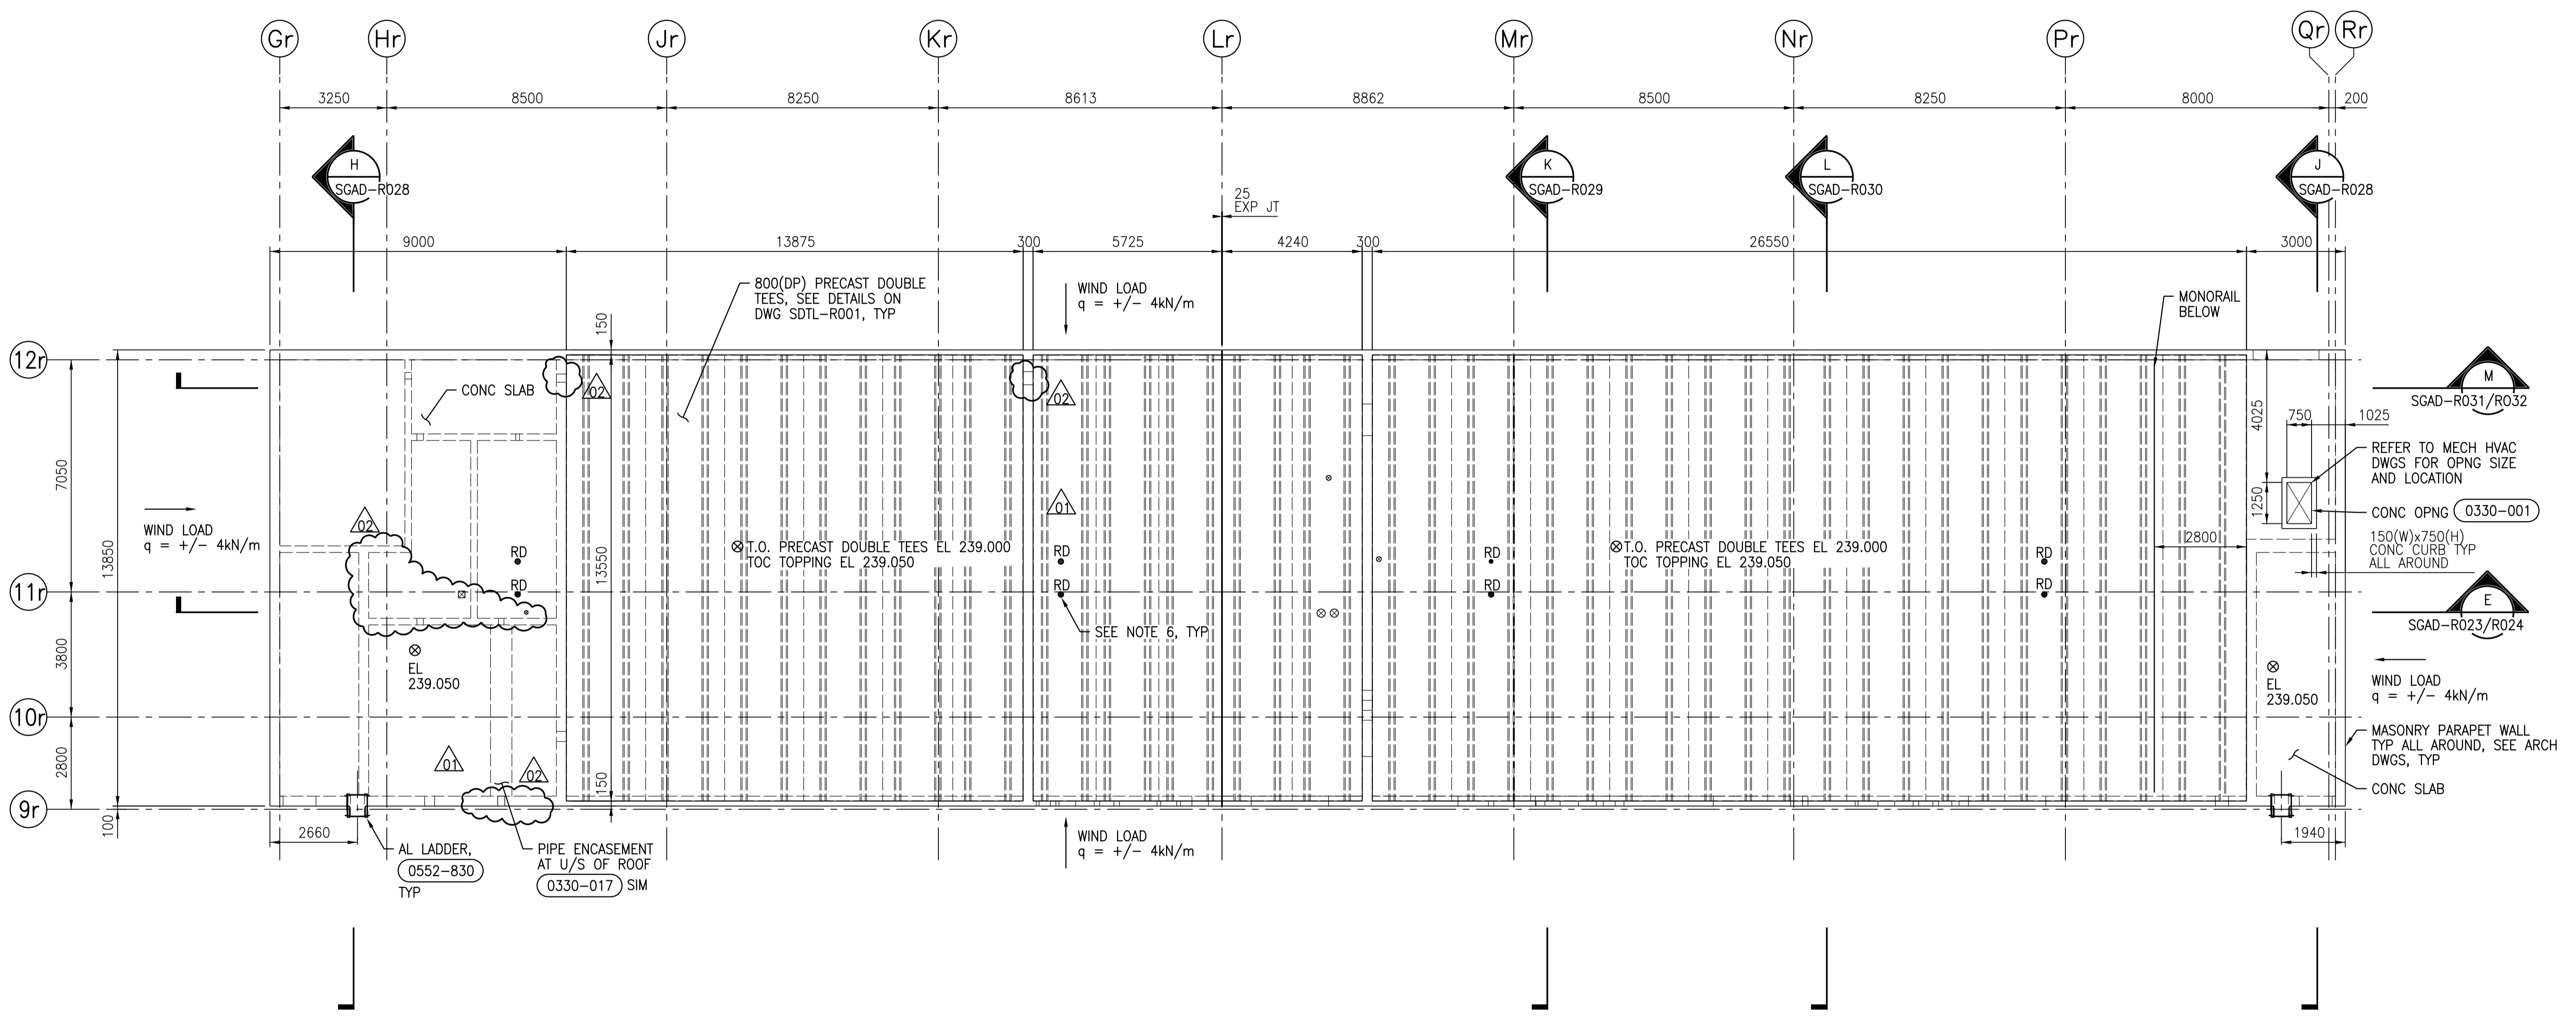 Gr
Hr
Jr
Kr
Lr
Mr
Nr
Pr
Qr
Rr
3250
8500
8250
8613
8862
8500
8250
8000
200
H
SGAD-R028
K
SGAD-R029
L
SGAD-R030
J
SGAD-R028
25
EXP JT
9000
13875
300
5725
4240
300
26550
3000
800(DP) PRECAST DOUBLE
TEES, SEE DETAILS ON
DWG SDTL-R001, TYP
WIND LOAD
q = +/- 4kN/m
MONORAIL
BELOW
150
12r
CONC SLAB
02
02
M
SGAD-R031/R032
4025
750
1025
REFER TO MECH HVAC
DWGS FOR OPNG SIZE
AND LOCATION
7050
1250
CONC OPNG
0330-001
01
02
WIND LOAD
q = +/- 4kN/m
13850
13550
150(W)x750(H)
CONC CURB TYP
ALL AROUND
2800
T.O. PRECAST DOUBLE TEES EL 239.000
TOC TOPPING EL 239.050
T.O. PRECAST DOUBLE TEES EL 239.000
TOC TOPPING EL 239.050
RD
RD
RD
RD
RD
RD
RD
RD
11r
E
SGAD-R023/R024
SEE NOTE 6, TYP
3800
EL
239.050
EL
239.050
WIND LOAD
q = +/- 4kN/m
10r
MASONRY PARAPET WALL
TYP ALL AROUND, SEE ARCH
DWGS, TYP
2800
01
02
150
CONC SLAB
9r
100
2660
1940
AL LADDER,
0552-830
TYP
PIPE ENCASEMENT
AT U/S OF ROOF
0330-017 SIM
WIND LOAD
q = +/- 4kN/m